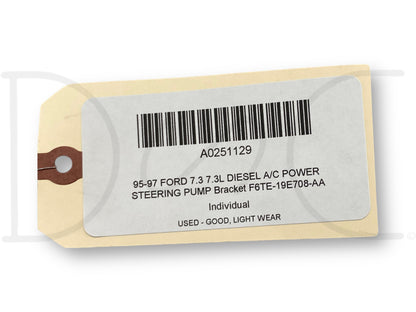 A0251129
95-97 FORD 7.3 7.3L DIESEL A/C POWER
STEERING PUMP Bracket F6TE-19E708-AA
Individual
USED - GOOD, LIGHT WEAR